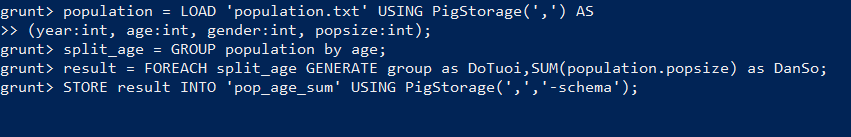 grunt> population = LOAD 'population.txt' USING PigStorage(',') AS
>> (year:int, age:int, gender:int, popsize:int);
grunt> split_age = GROUP population by age;
grunt> result = FOREACH split_age GENERATE group as DoTuoi,SUM(population.popsize) as DanSo;
grunt> STORE result INTO 'pop_age_sum' USING PigStorage(',','-schema');